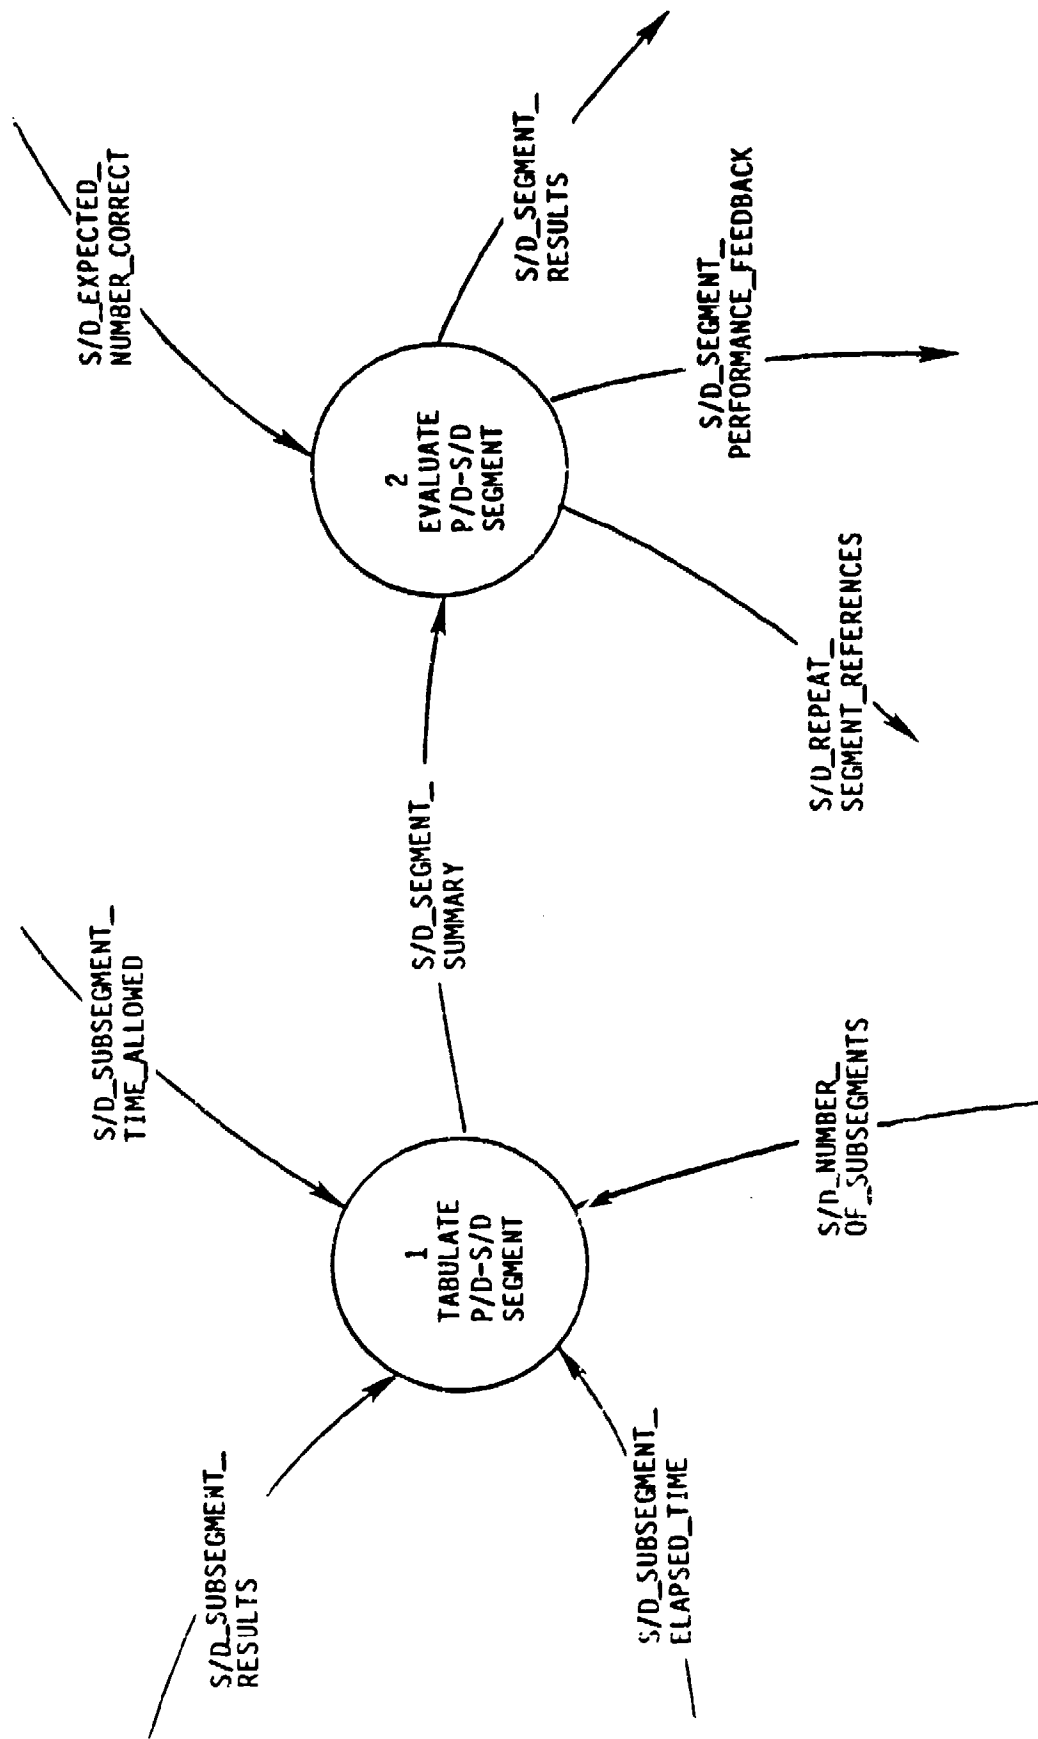 S/D_SUBSEGMENT_
RESULTS
S/D_SUBSEGMENT_
TIME_ALLOWED
S/D_EXPECTED_
NUMBER_CORRECT
1
TABULATE
P/D-S/D
SEGMENT
S/D_SEGMENT_
SUMMARY
2
EVALUATE
P/D-S/D
SEGMENT
S/D_SEGMENT_
RESULTS
S/D_SUBSEGMENT_
ELAPSED_TIME
S/D_NUMBER_
OF_SUBSEGMENTS
S/D_REPEAT_
SEGMENT_REFERENCES
S/D_SEGMENT_
PERFORMANCE_FEEDBACK